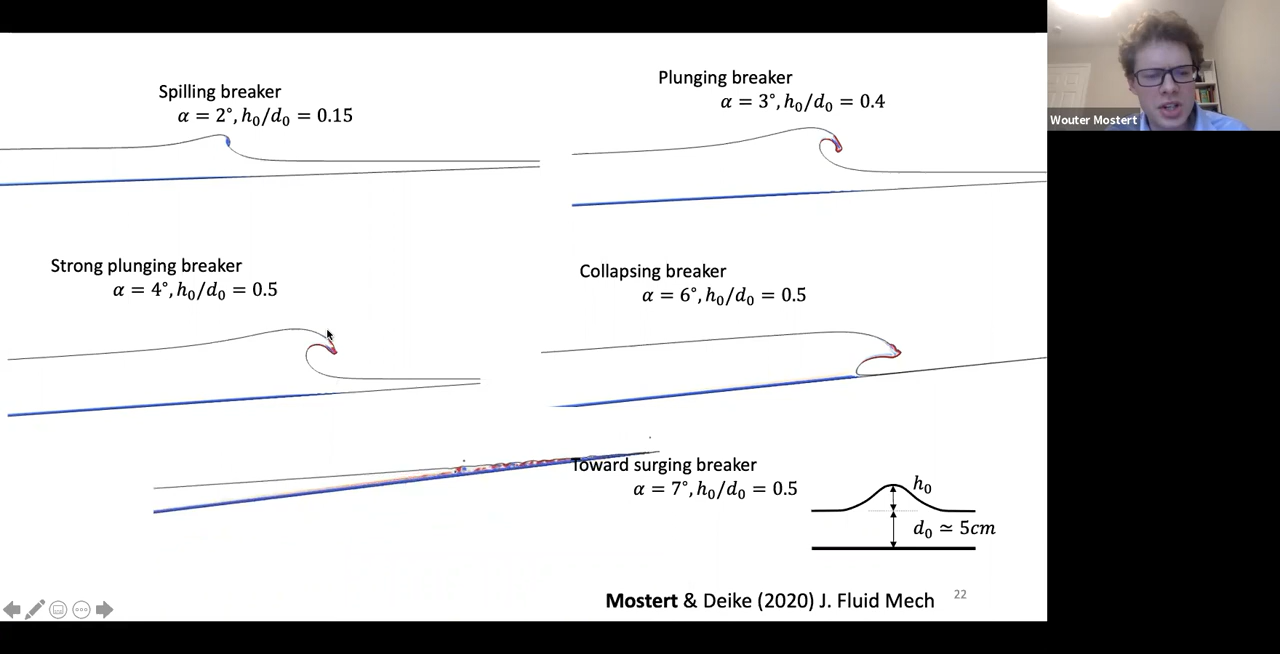 Spilling breaker
α = 2°, h₀/d₀ = 0.15
Plunging breaker
α = 3°, h₀/d₀ = 0.4
Wouter Mostert
Strong plunging breaker
α = 4°, h₀/d₀ = 0.5
Collapsing breaker
α = 6°, h₀/d₀ = 0.5
Toward surging breaker
α = 7°, h₀/d₀ = 0.5
h₀
d₀ ≃ 5cm
Mostert & Deike (2020) J. Fluid Mech
22